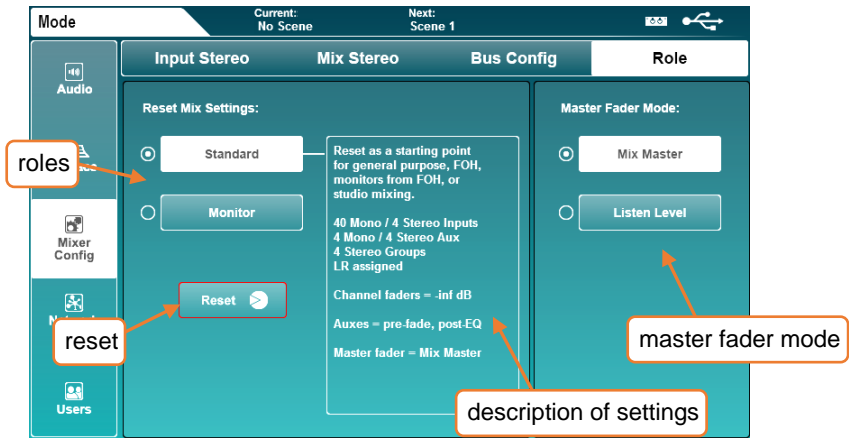 Mode
Current:
No Scene
Next:
Scene 1
Audio
Mixer
Config
Users
Input Stereo
Mix Stereo
Bus Config
Role
Reset Mix Settings:
Standard
Monitor
Reset
Reset as a starting point
for general purpose, FOH,
monitors from FOH, or
studio mixing.
40 Mono / 4 Stereo Inputs
4 Mono / 4 Stereo Aux
4 Stereo Groups
LR assigned
Channel faders = -inf dB
Auxes = pre-fade, post-EQ
Master fader = Mix Master
Master Fader Mode:
Mix Master
Listen Level
roles
reset
description of settings
master fader mode